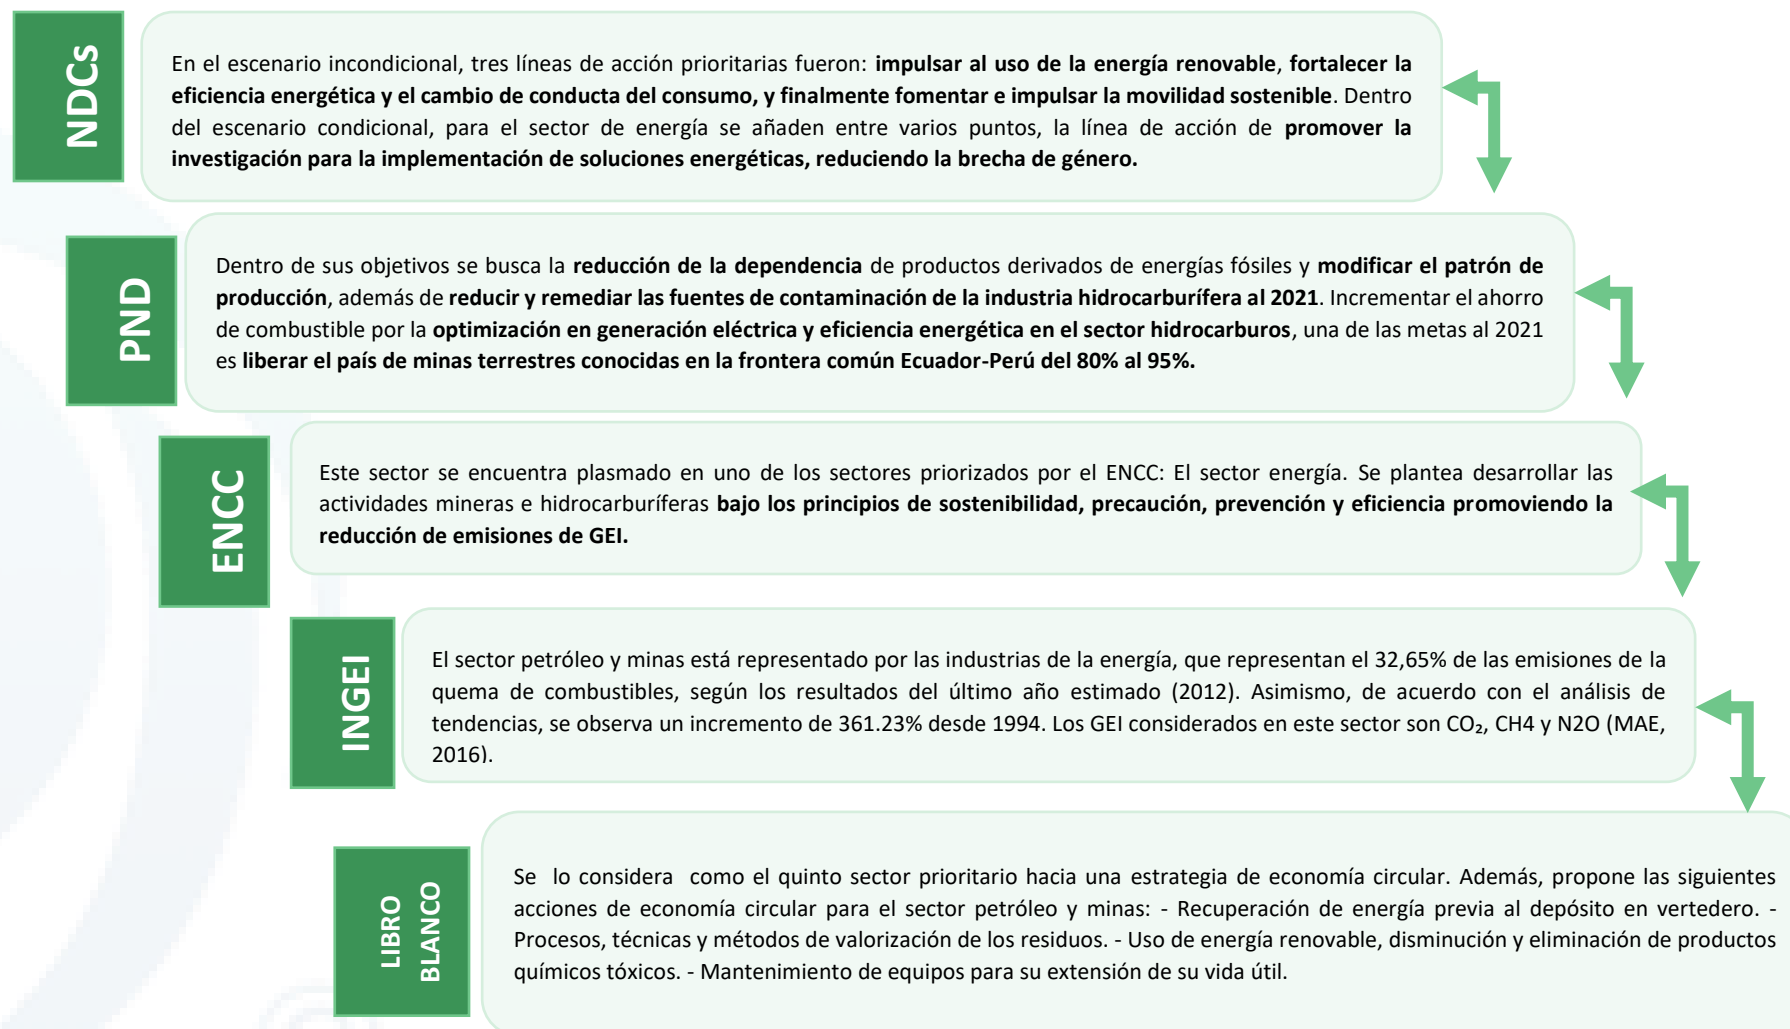 NDCs
En el escenario incondicional, tres líneas de acción prioritarias fueron: impulsar al uso de la energía renovable, fortalecer la
eficiencia energética y el cambio de conducta del consumo, y finalmente fomentar e impulsar la movilidad sostenible. Dentro
del escenario condicional, para el sector de energía se añaden entre varios puntos, la línea de acción de promover la
investigación para la implementación de soluciones energéticas, reduciendo la brecha de género.
PND
Dentro de sus objetivos se busca la reducción de la dependencia de productos derivados de energías fósiles y modificar el patrón de
producción, además de reducir y remediar las fuentes de contaminación de la industria hidrocarburífera al 2021. Incrementar el ahorro
de combustible por la optimización en generación eléctrica y eficiencia energética en el sector hidrocarburos, una de las metas al 2021
es liberar el país de minas terrestres conocidas en la frontera común Ecuador-Perú del 80% al 95%.
ENCC
Este sector se encuentra plasmado en uno de los sectores priorizados por el ENCC: El sector energía. Se plantea desarrollar las
actividades mineras e hidrocarburíferas bajo los principios de sostenibilidad, precaución, prevención y eficiencia promoviendo la
reducción de emisiones de GEI.
INGEI
El sector petróleo y minas está representado por las industrias de la energía, que representan el 32,65% de las emisiones de la
quema de combustibles, según los resultados del último año estimado (2012). Asimismo, de acuerdo con el análisis de
tendencias, se observa un incremento de 361.23% desde 1994. Los GEI considerados en este sector son CO₂, CH4 y N2O (MAE,
2016).
LIBRO
BLANCO
Se lo considera como el quinto sector prioritario hacia una estrategia de economía circular. Además, propone las siguientes
acciones de economía circular para el sector petróleo y minas: - Recuperación de energía previa al depósito en vertedero. -
Procesos, técnicas y métodos de valorización de los residuos. - Uso de energía renovable, disminución y eliminación de productos
químicos tóxicos. - Mantenimiento de equipos para su extensión de su vida útil.